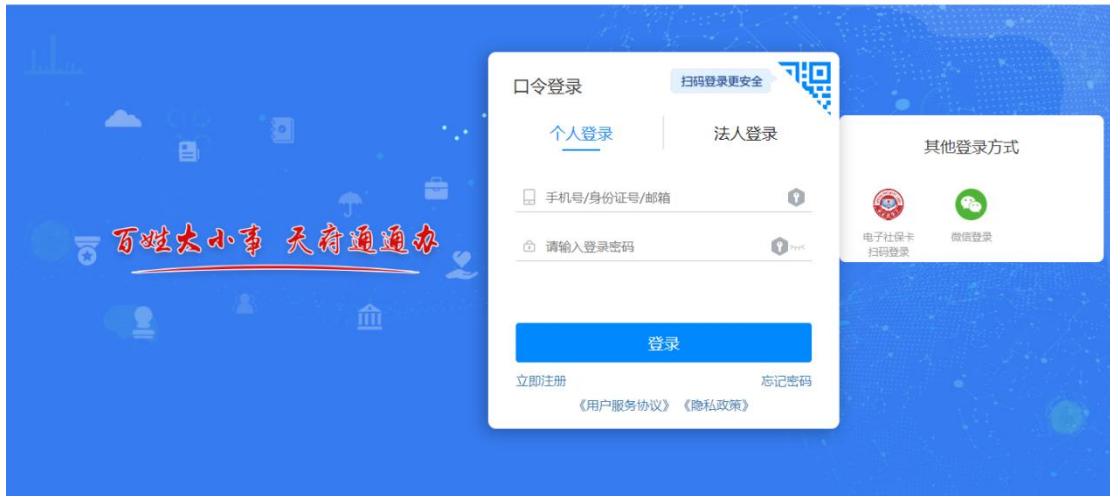 口令登录
扫码登录更安全
个人登录
法人登录
手机号/身份证号/邮箱
请输入登录密码
登录
立即注册
忘记密码
《用户服务协议》 《隐私政策》
百姓大小事 天府通通办
其他登录方式
电子社保卡
扫码登录
微信登录